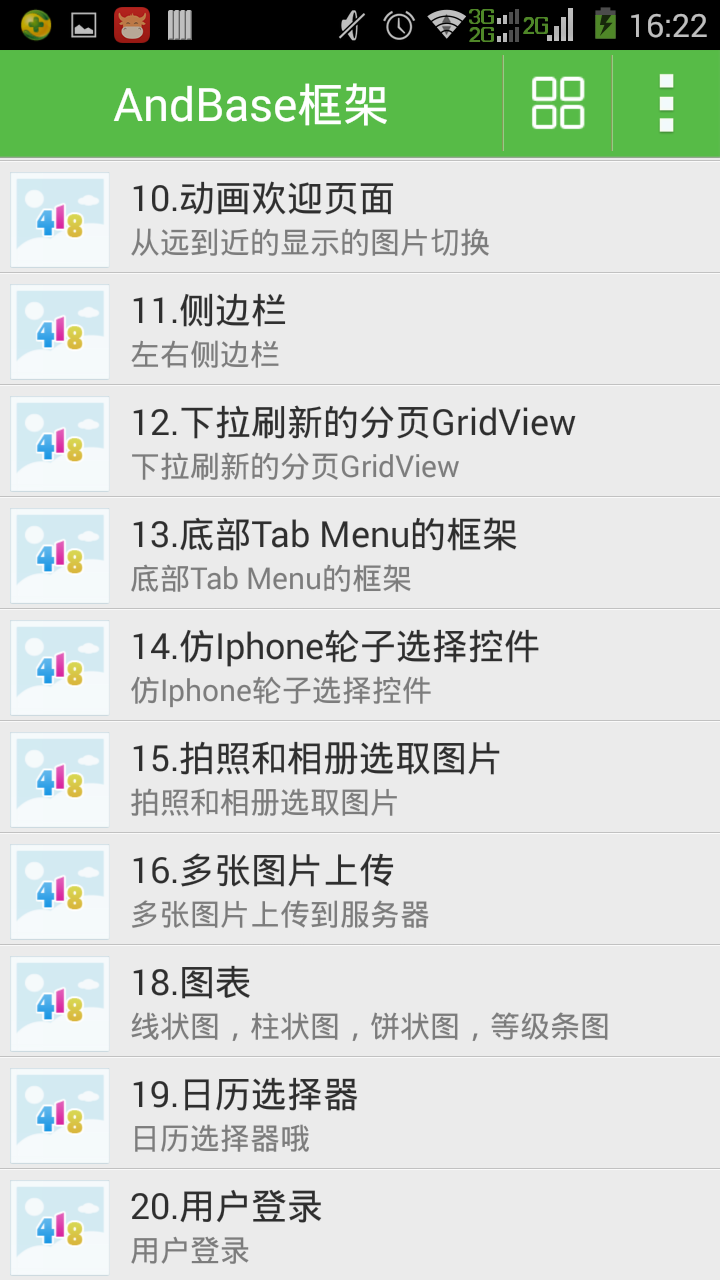 3G
2G
2G
16:22
AndBase框架
10.动画欢迎页面
从远到近的显示的图片切换
11.侧边栏
左右侧边栏
12.下拉刷新的分页GridView
下拉刷新的分页GridView
13.底部Tab Menu的框架
底部Tab Menu的框架
14.仿Iphone轮子选择控件
仿Iphone轮子选择控件
15.拍照和相册选取图片
拍照和相册选取图片
16.多张图片上传
多张图片上传到服务器
18.图表
线状图，柱状图，饼状图，等级条图
19.日历选择器
日历选择器哦
20.用户登录
用户登录
418
418
418
418
418
418
418
418
418
418